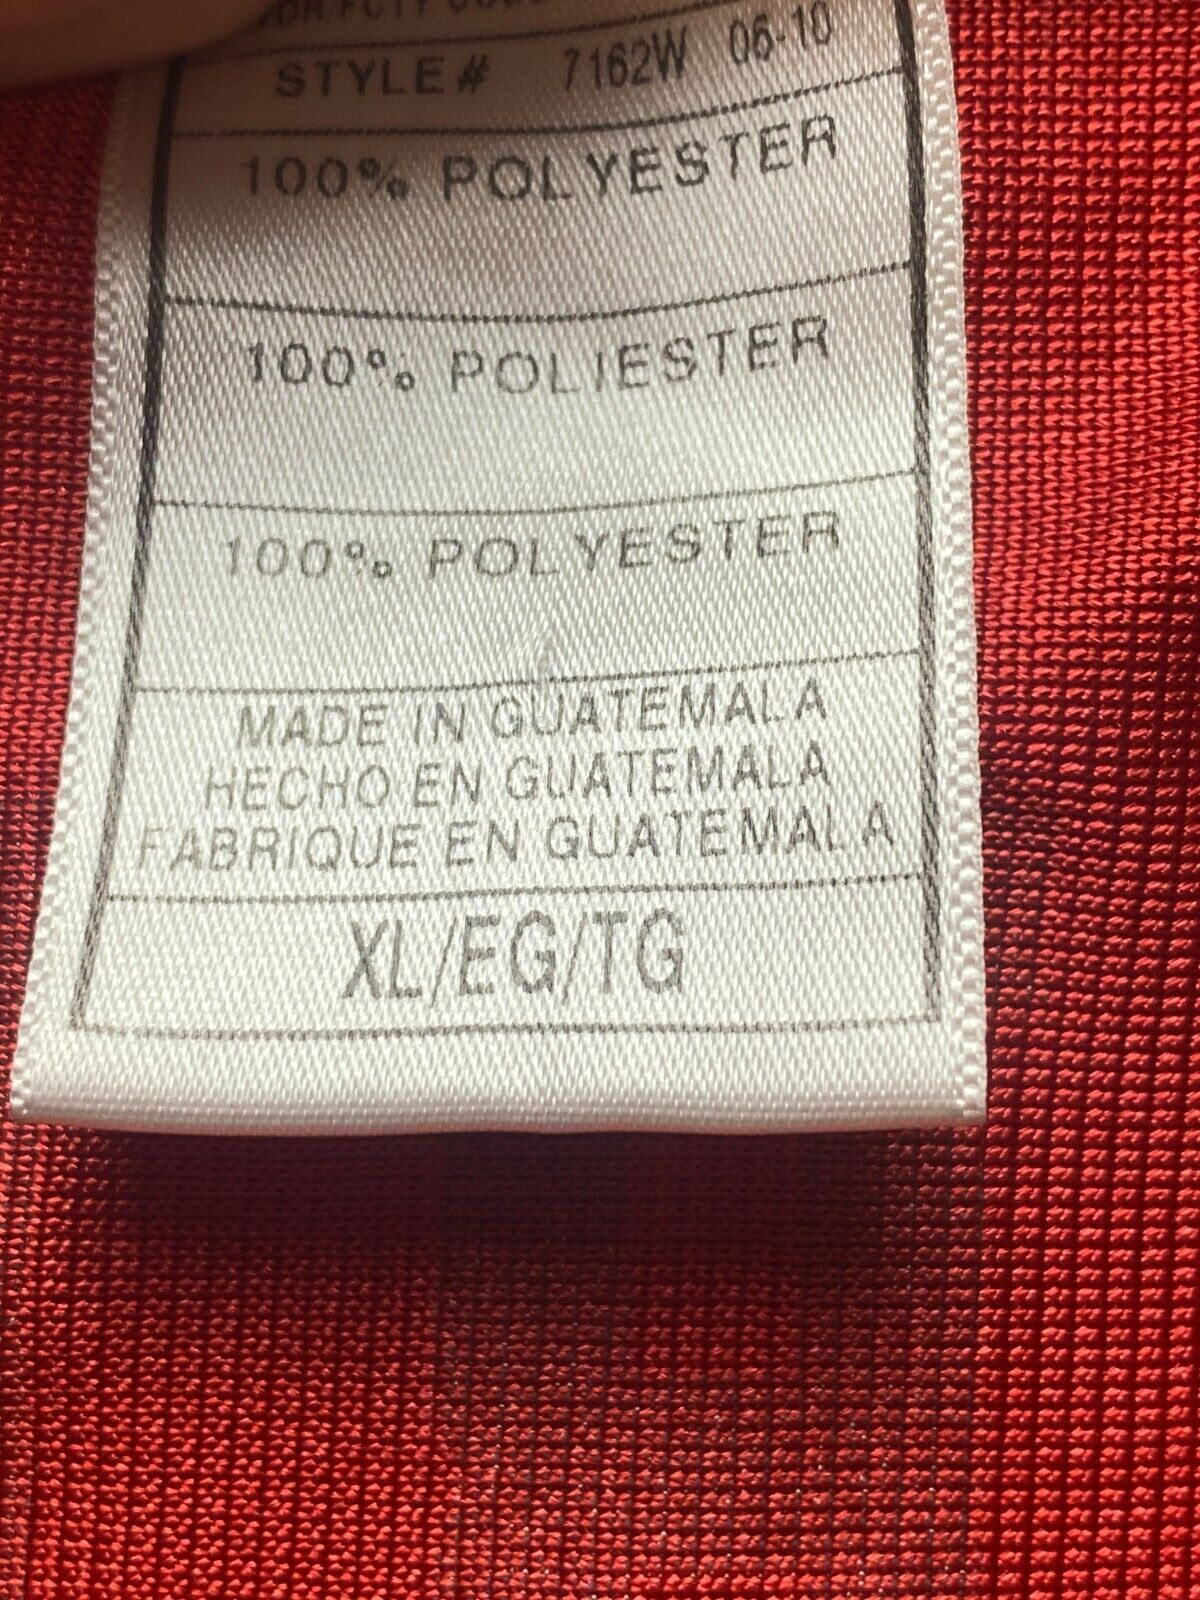 STYLE# 7162W 06-10
100% POLYESTER
100% POLIESTER
100% POLYESTER
MADE IN GUATEMALA
HECHO EN GUATEMALA
FABRIQUE EN GUATEMALA
XL/EG/TG